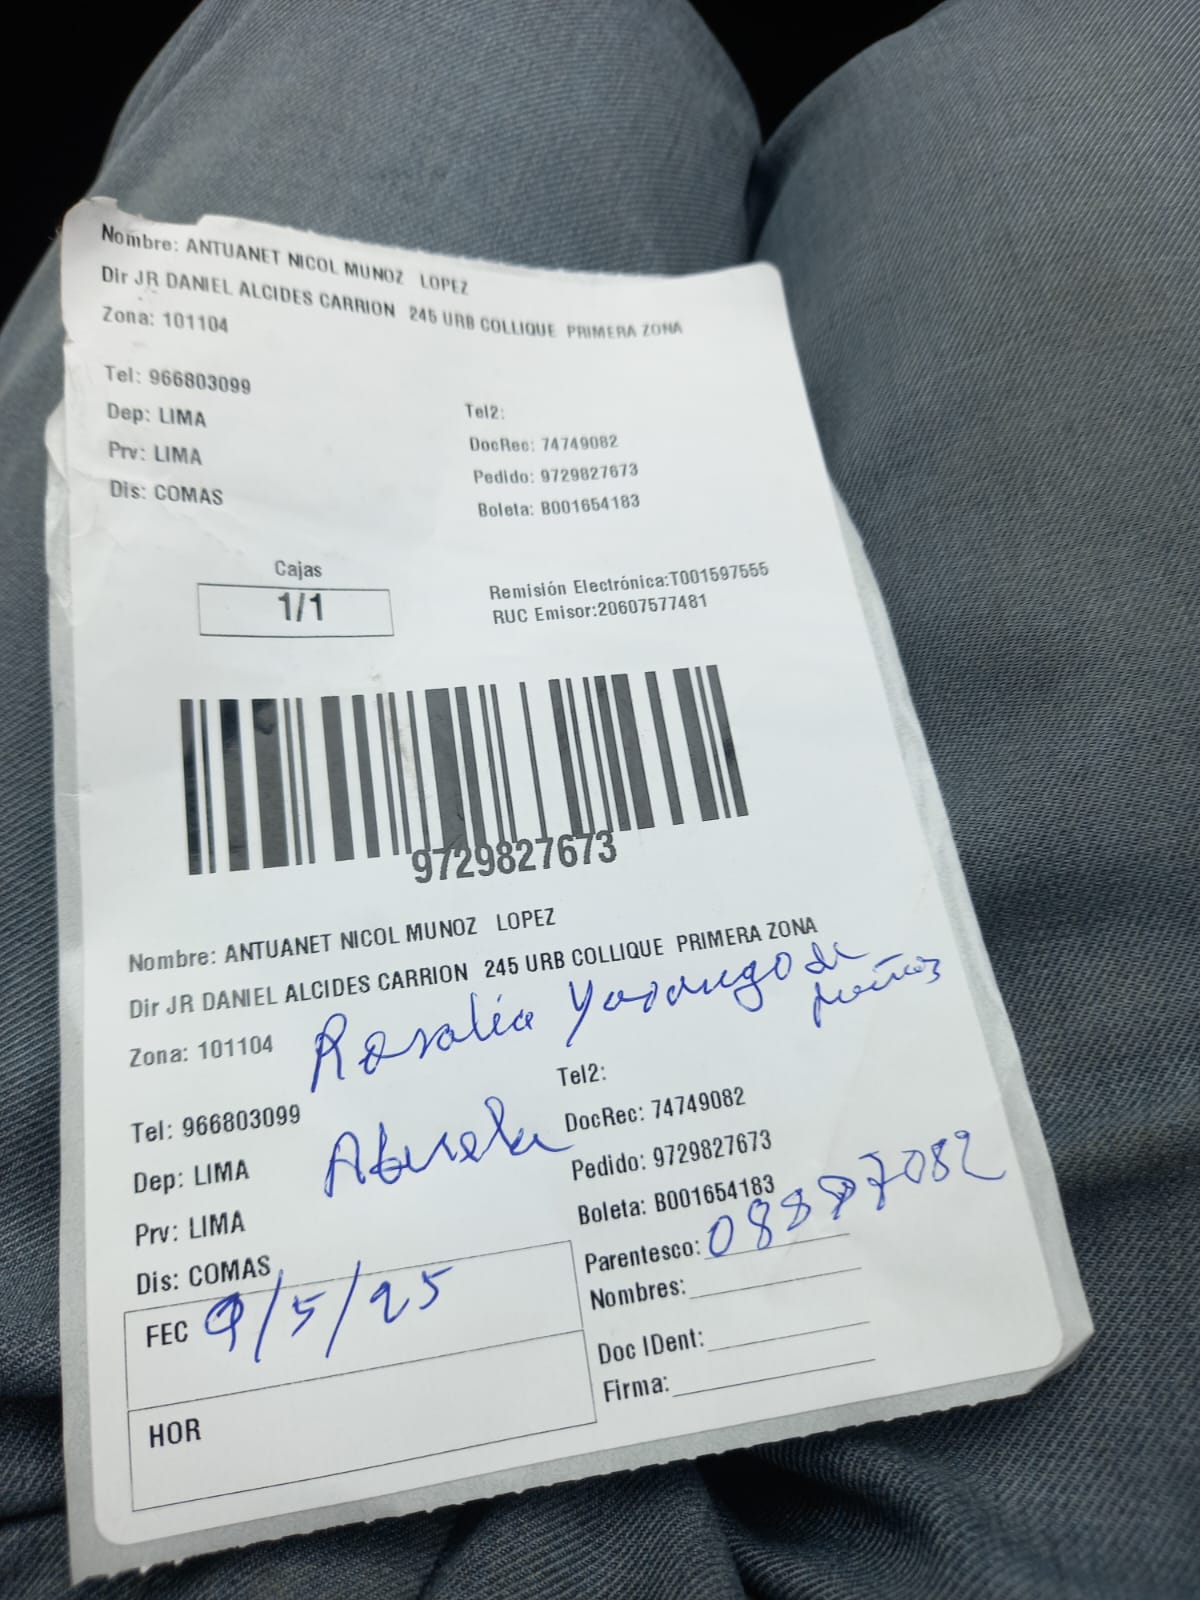 Nombre: ANTUANET NICOL MUNOZ LOPEZ
Dir JR DANIEL ALCIDES CARRION 245 URB COLLIQUE PRIMERA ZONA
Zona: 101104
Tel: 966803099
Dep: LIMA
Prv: LIMA
Dis: COMAS
Tel2:
DocRec: 74749082
Pedido: 9729827673
Boleta: B001654183
Cajas
1/1
Remisión Electrónica:T001597555
RUC Emisor:20607577481
9729827673
Nombre: ANTUANET NICOL MUNOZ LOPEZ
Dir JR DANIEL ALCIDES CARRION 245 URB COLLIQUE PRIMERA ZONA
Zona: 101104
Rosalia de
Tel: 966803099
Dep: LIMA
Prv: LIMA
Dis: COMAS
Abuela
Tel2:
DocRec: 74749082
Pedido: 9729827673
Boleta: B001654183
Parentesco:
Nombres:
Doc IDent:
Firma:
FEC 9/5/25
HOR